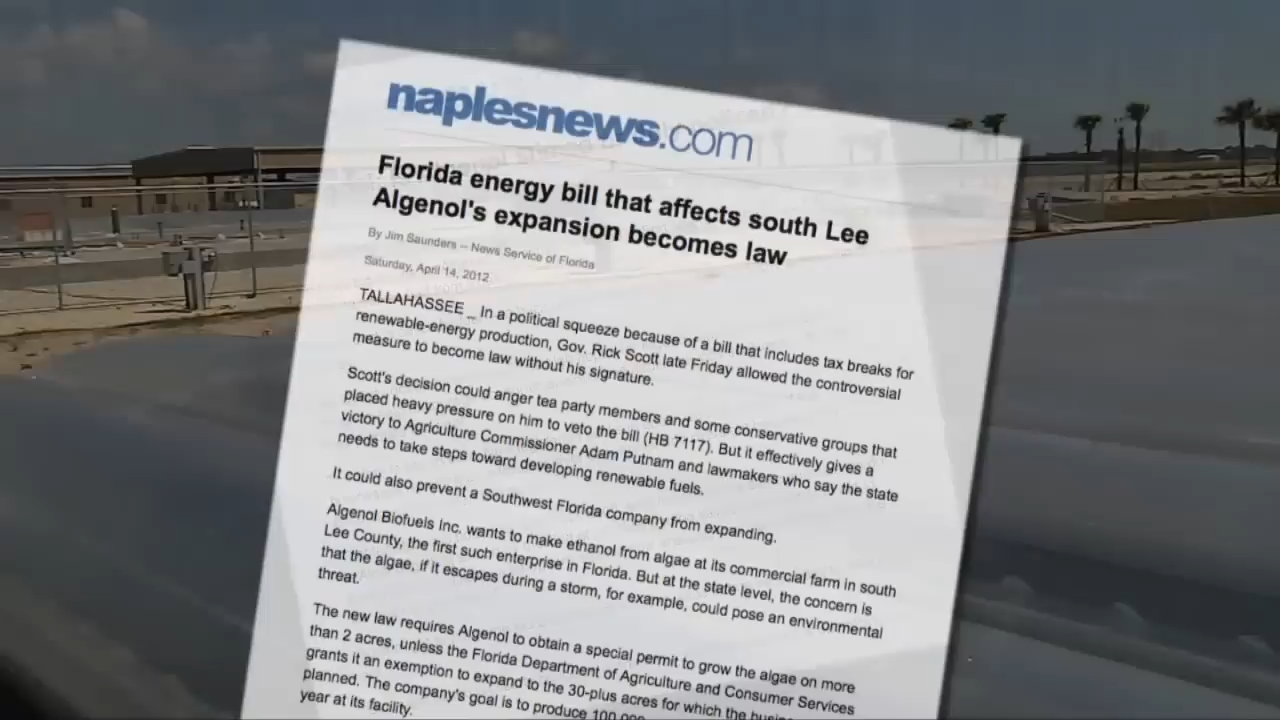 naplesnews.com
Florida energy bill that affects south Lee
Algenol's expansion becomes law
By Jim Saunders -- News Service of Florida
Saturday, April 14, 2012
TALLAHASSEE _ In a political squeeze because of a bill that includes tax breaks for
renewable-energy production, Gov. Rick Scott late Friday allowed the controversial
measure to become law without his signature.
Scott's decision could anger tea party members and some conservative groups that
placed heavy pressure on him to veto the bill (HB 7117). But it effectively gives a
victory to Agriculture Commissioner Adam Putnam and lawmakers who say the state
needs to take steps toward developing renewable fuels.
It could also prevent a Southwest Florida company from expanding.
Algenol Biofuels Inc. wants to make ethanol from algae at its commercial farm in south
Lee County, the first such enterprise in Florida. But at the state level, the concern is
that the algae, if it escapes during a storm, for example, could pose an environmental
threat.
The new law requires Algenol to obtain a special permit to grow the algae on more
than 2 acres, unless the Florida Department of Agriculture and Consumer Services
grants it an exemption to expand to the 30-plus acres for which the
planned. The company's goal is to produce
year at its facility.